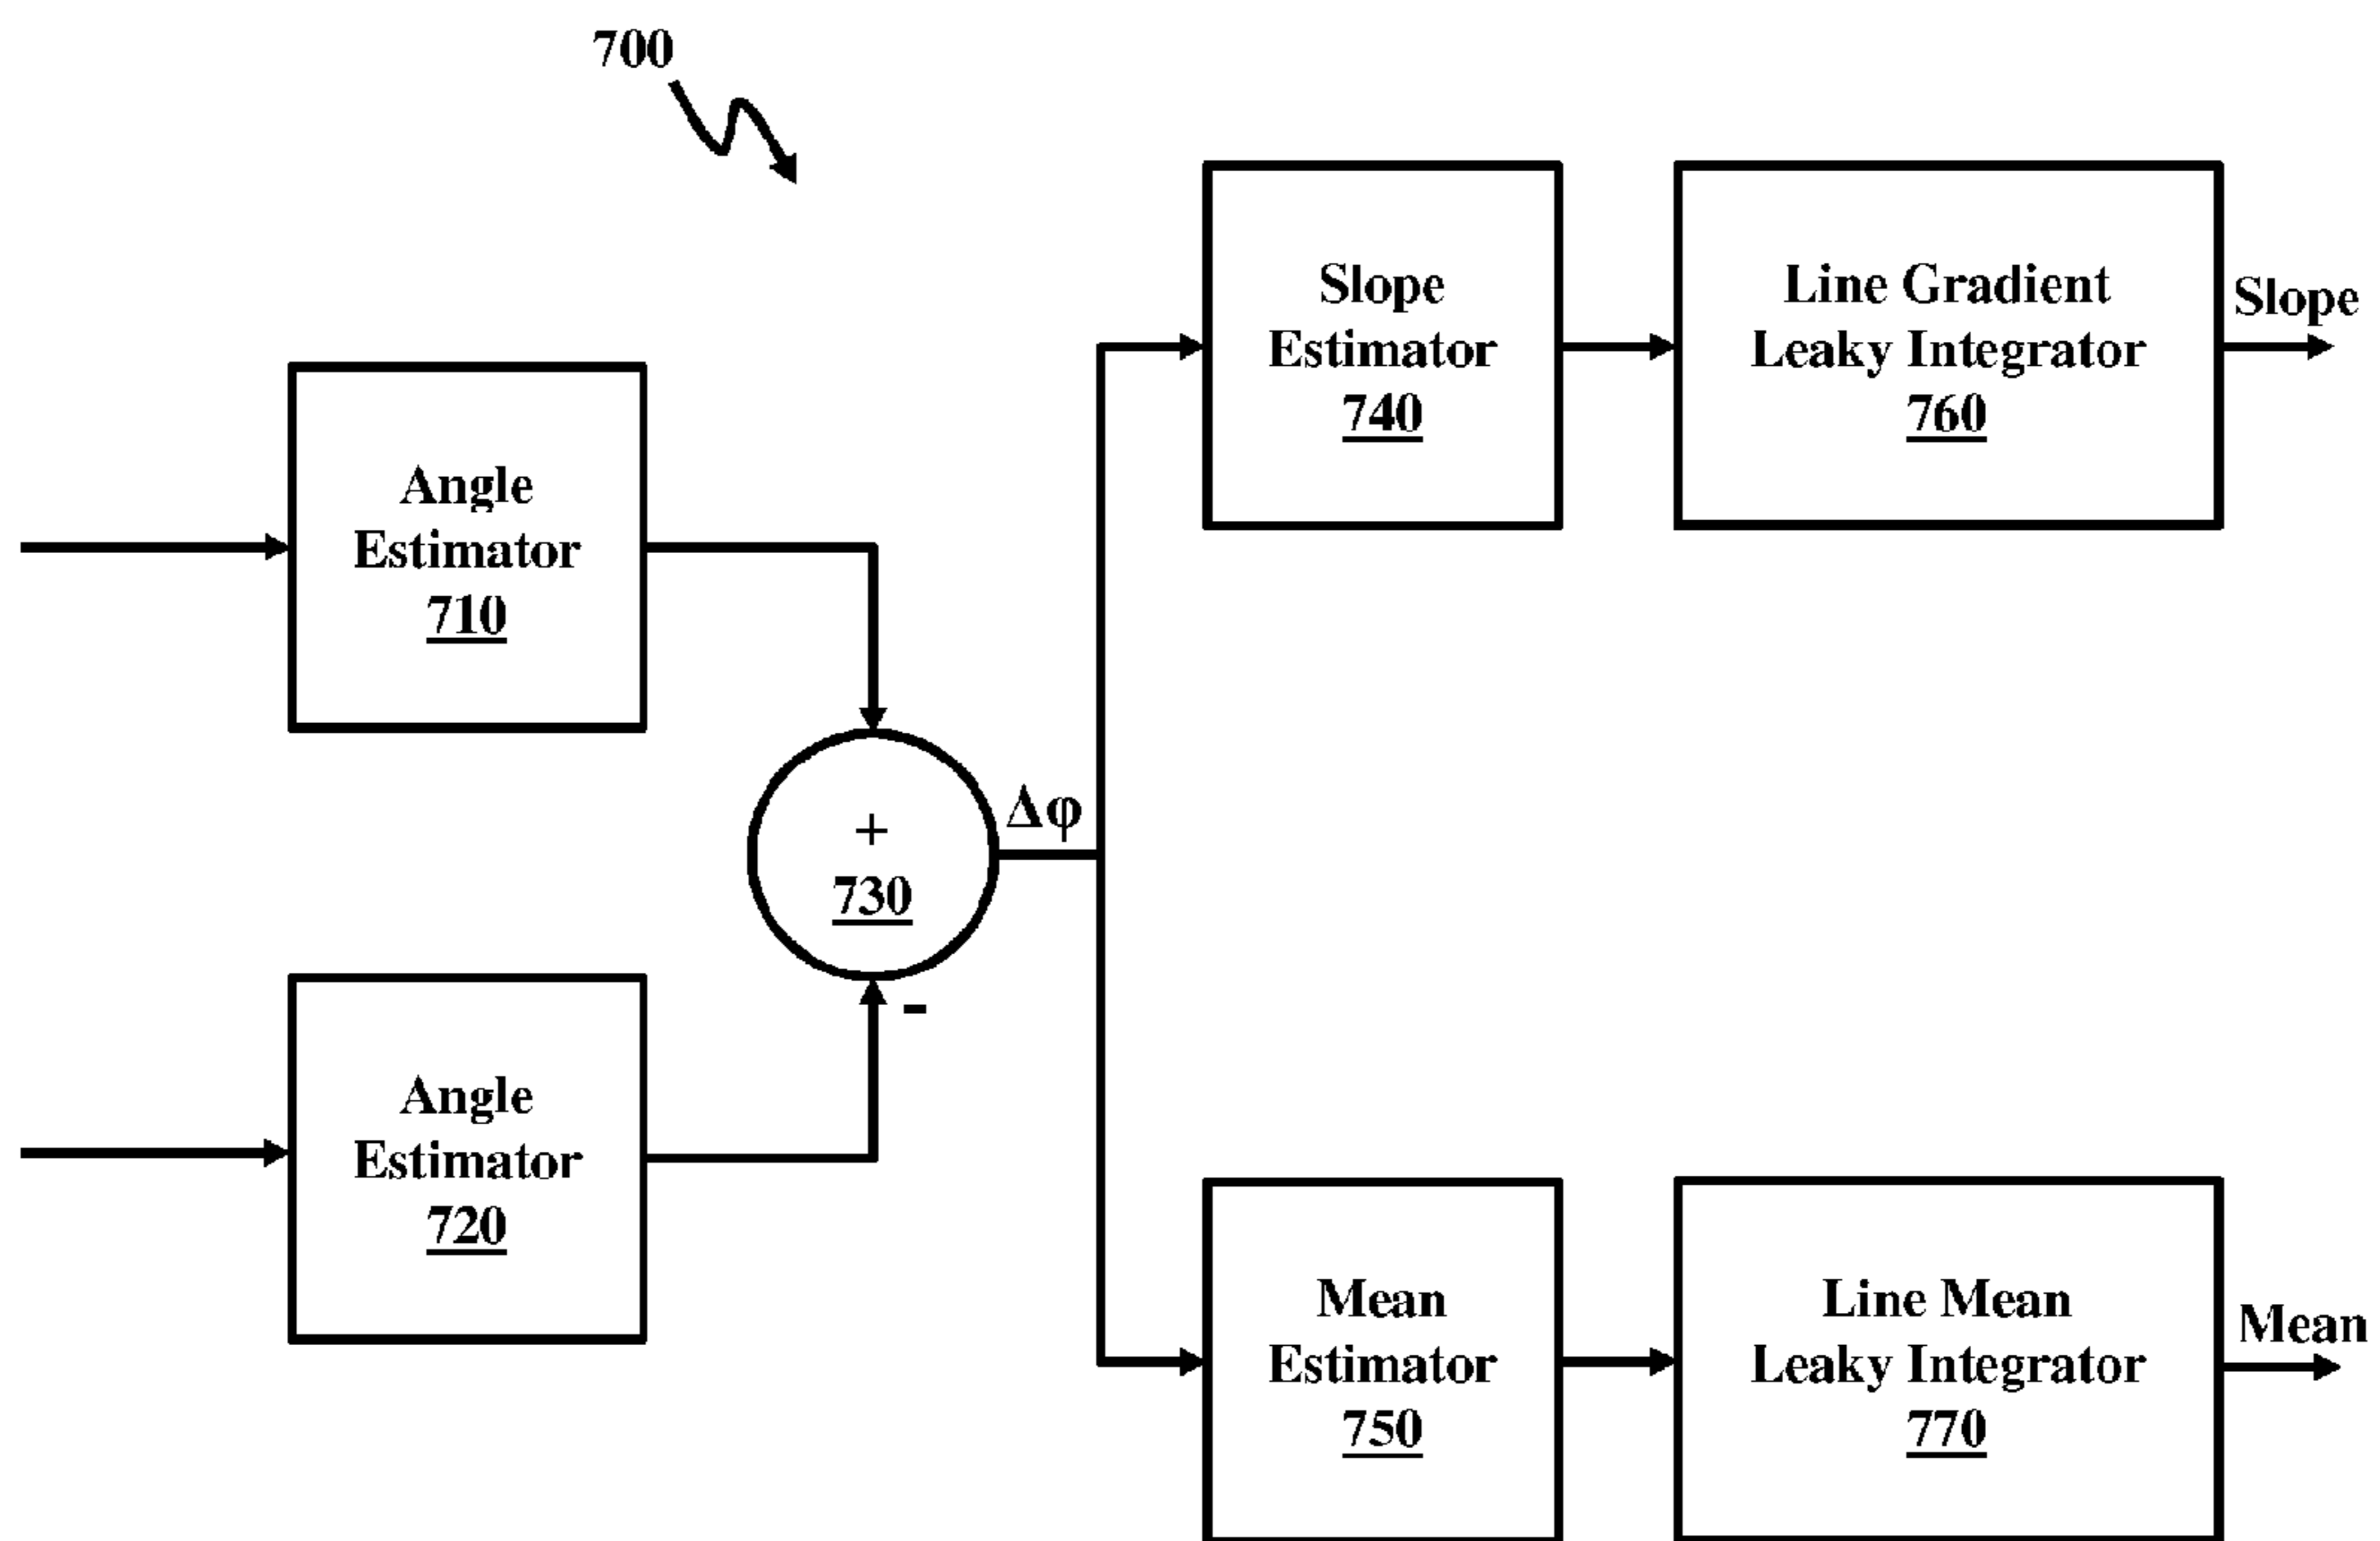 700
Angle
Estimator
710
Angle
Estimator
720
+
730
-
Δφ
Slope
Estimator
740
Line Gradient
Leaky Integrator
760
Slope
Mean
Estimator
750
Line Mean
Leaky Integrator
770
Mean